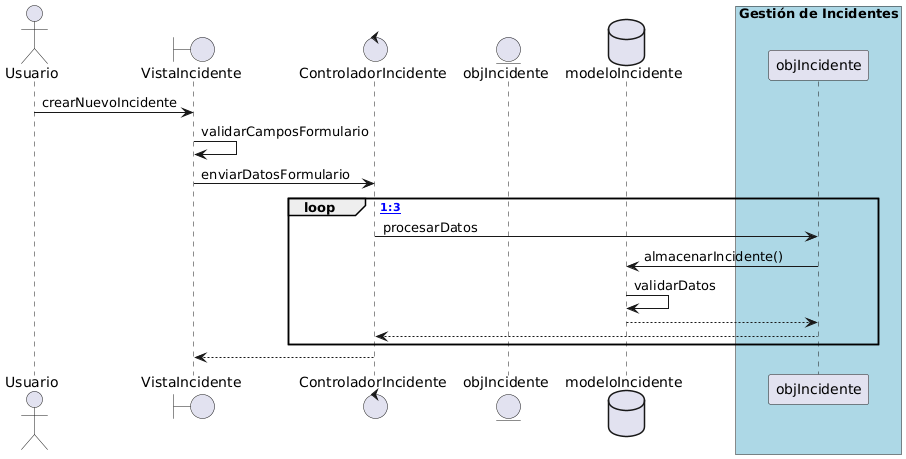 Gestión de Incidentes
Usuario
VistaIncidente
ControladorIncidente
objIncidente
modeloIncidente
objIncidente
crearNuevoIncidente
validarCamposFormulario
enviarDatosFormulario
loop
1:3
procesarDatos
almacenarIncidente()
validarDatos
Usuario
VistaIncidente
ControladorIncidente
objIncidente
modeloIncidente
objIncidente